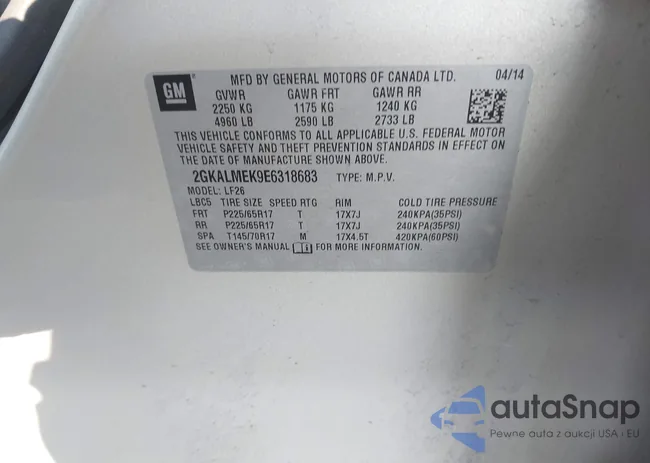 GM
MFD BY GENERAL MOTORS OF CANADA LTD. 04/14
GVWR GAWR FRT GAWR RR
2250 KG 1175 KG 1240 KG
4960 LB 2590 LB 2733 LB
THIS VEHICLE CONFORMS TO ALL APPLICABLE U.S. FEDERAL MOTOR
VEHICLE SAFETY AND THEFT PREVENTION STANDARDS IN EFFECT ON
THE DATE OF MANUFACTURE SHOWN ABOVE.
2GKALMEK9E6318683 TYPE: M.P.V.
MODEL: LF26
LBC5 TIRE SIZE SPEED RTG RIM COLD TIRE PRESSURE
FRT P225/65R17 T 17X7J 240KPA(35PSI)
RR P225/65R17 T 17X7J 240KPA(35PSI)
SPA T145/70R17 M 17X4.5T 420KPA(60PSI)
SEE OWNER'S MANUAL FOR MORE INFORMATION.
autoSnap
Pewne auta z aukcji USA i EU